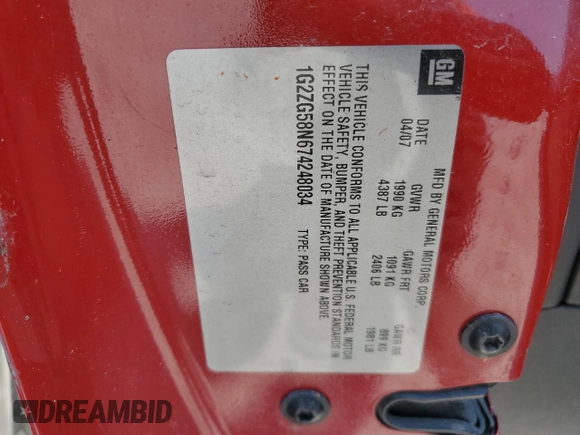 GM
MFD BY GENERAL MOTORS CORP.
DATE GVWR GAWR FRT GAWR RR
04/07 1990 KG 1091 KG 899 KG
4387 LB 2406 LB 1981 LB
THIS VEHICLE CONFORMS TO ALL APPLICABLE U.S. FEDERAL MOTOR
VEHICLE SAFETY, BUMPER, AND THEFT PREVENTION STANDARDS IN
EFFECT ON THE DATE OF MANUFACTURE SHOWN ABOVE.
1G2ZG58N674248034 TYPE: PASS CAR
DREAMBID